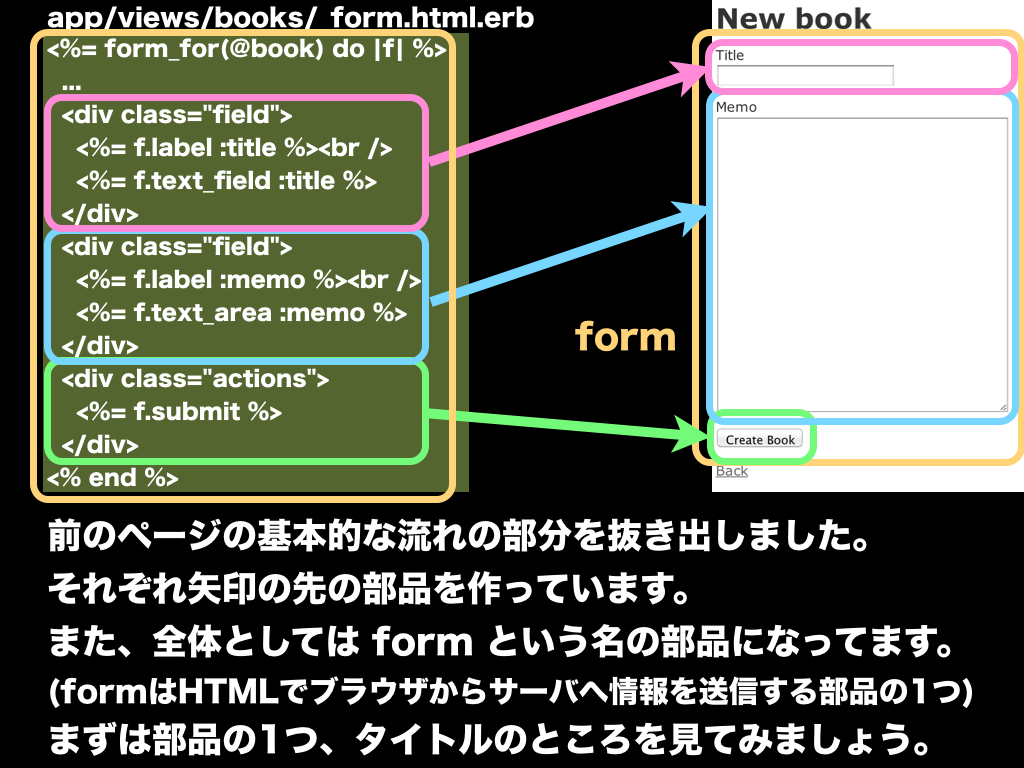 app/views/books/_form.html.erb
<%= form_for(@book) do |f| %>
...
<div class="field">
<%= f.label :title %><br />
<%= f.text_field :title %>
</div>
<div class="field">
<%= f.label :memo %><br />
<%= f.text_area :memo %>
</div>
<div class="actions">
<%= f.submit %>
</div>
<% end %>
form
New book
Title
Memo
Create Book
Back
前のページの基本的な流れの部分を抜き出しました。
それぞれ矢印の先の部品を作っています。
また、全体としては form という名の部品になってます。
(formはHTMLでブラウザからサーバへ情報を送信する部品の1つ)
まずは部品の1つ、タイトルのところを見てみましょう。